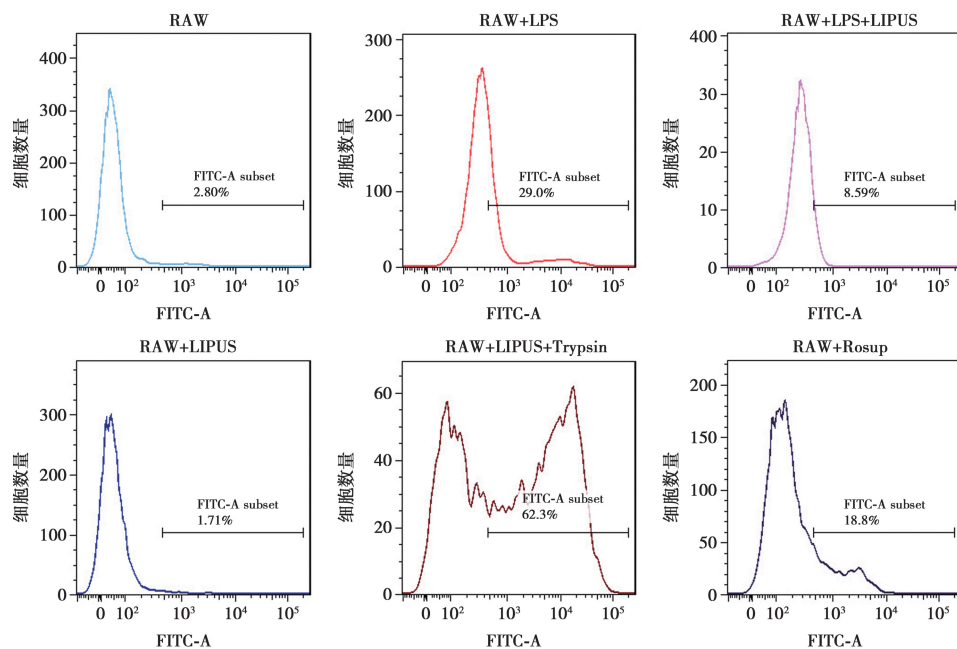 RAW
400
300
200
100
0
细胞数量
FITC-A subset
2.80%
0 10² 10³ 10⁴ 10⁵
FITC-A
RAW+LPS
300
200
100
0
细胞数量
FITC-A subset
29.0%
0 10² 10³ 10⁴ 10⁵
FITC-A
RAW+LPS+LIPUS
40
30
20
10
0
细胞数量
FITC-A subset
8.59%
0 10² 10³ 10⁴ 10⁵
FITC-A
RAW+LIPUS
300
200
100
0
细胞数量
FITC-A subset
1.71%
0 10² 10³ 10⁴ 10⁵
FITC-A
RAW+LIPUS+Trypsin
60
40
20
0
细胞数量
FITC-A subset
62.3%
0 10² 10³ 10⁴ 10⁵
FITC-A
RAW+Rosup
200
150
100
50
0
细胞数量
FITC-A subset
18.8%
0 10² 10³ 10⁴ 10⁵
FITC-A